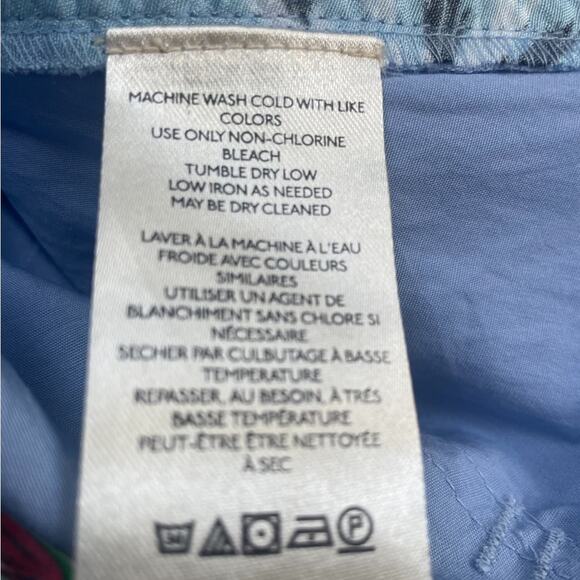 MACHINE WASH COLD WITH LIKE
COLORS
USE ONLY NON-CHLORINE
BLEACH
TUMBLE DRY LOW
LOW IRON AS NEEDED
MAY BE DRY CLEANED
LAVER À LA MACHINE À L'EAU
FROIDE AVEC COULEURS
SIMILAIRES
UTILISER UN AGENT DE
BLANCHIMENT SANS CHLORE SI
NÉCESSAIRE
SECHER PAR CULBUTAGE À BASSE
TEMPERATURE
REPASSER, AU BESOIN, À TRÉS
BASSE TEMPÉRATURE
PEUT-ÊTRE ÊTRE NETTOYÉE
À SEC
P